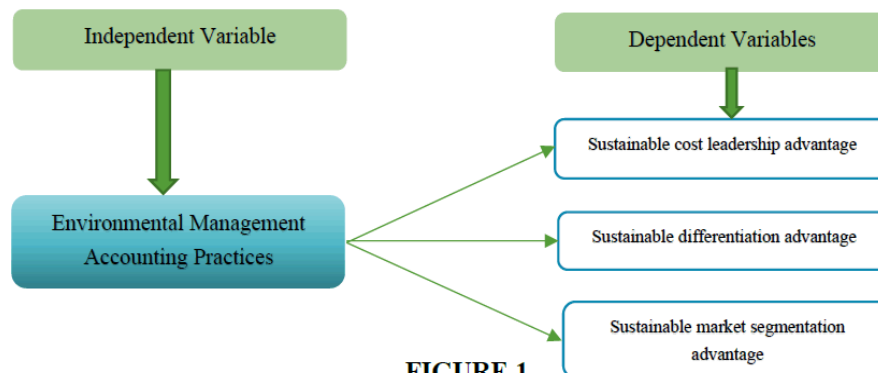 Independent Variable
Dependent Variables
Sustainable cost leadership advantage
Environmental Management
Accounting Practices
Sustainable differentiation advantage
Sustainable market segmentation
advantage
FIGURE 1